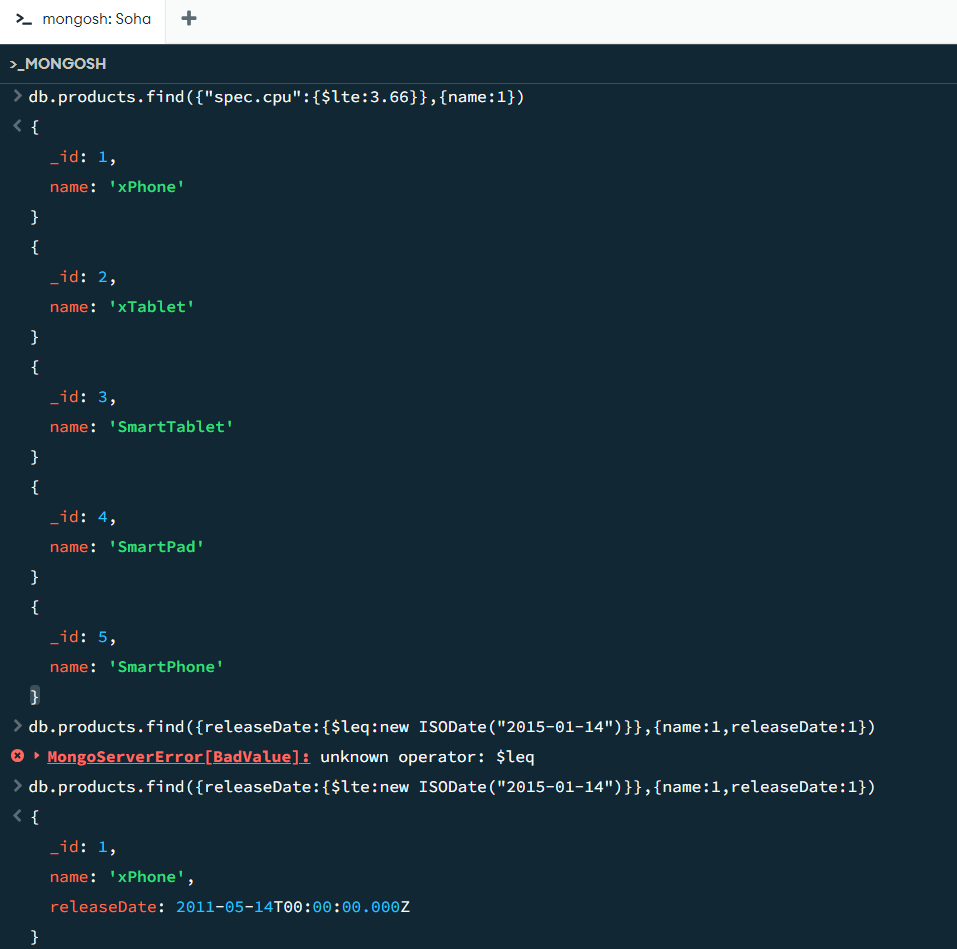 mongosh: Soha
>_MONGOSH
db.products.find({"spec.cpu":{$lte:3.66}},{name:1})
{
_id: 1,
name: 'xPhone'
}
{
_id: 2,
name: 'xTablet'
}
{
_id: 3,
name: 'SmartTablet'
}
{
_id: 4,
name: 'SmartPad'
}
{
_id: 5,
name: 'SmartPhone'
}
db.products.find({releaseDate:{$leq:new ISODate("2015-01-14")}},{name:1,releaseDate:1})
MongoServerError[BadValue]: unknown operator: $leq
db.products.find({releaseDate:{$lte:new ISODate("2015-01-14")}},{name:1,releaseDate:1})
{
_id: 1,
name: 'xPhone',
releaseDate: 2011-05-14T00:00:00.000Z
}